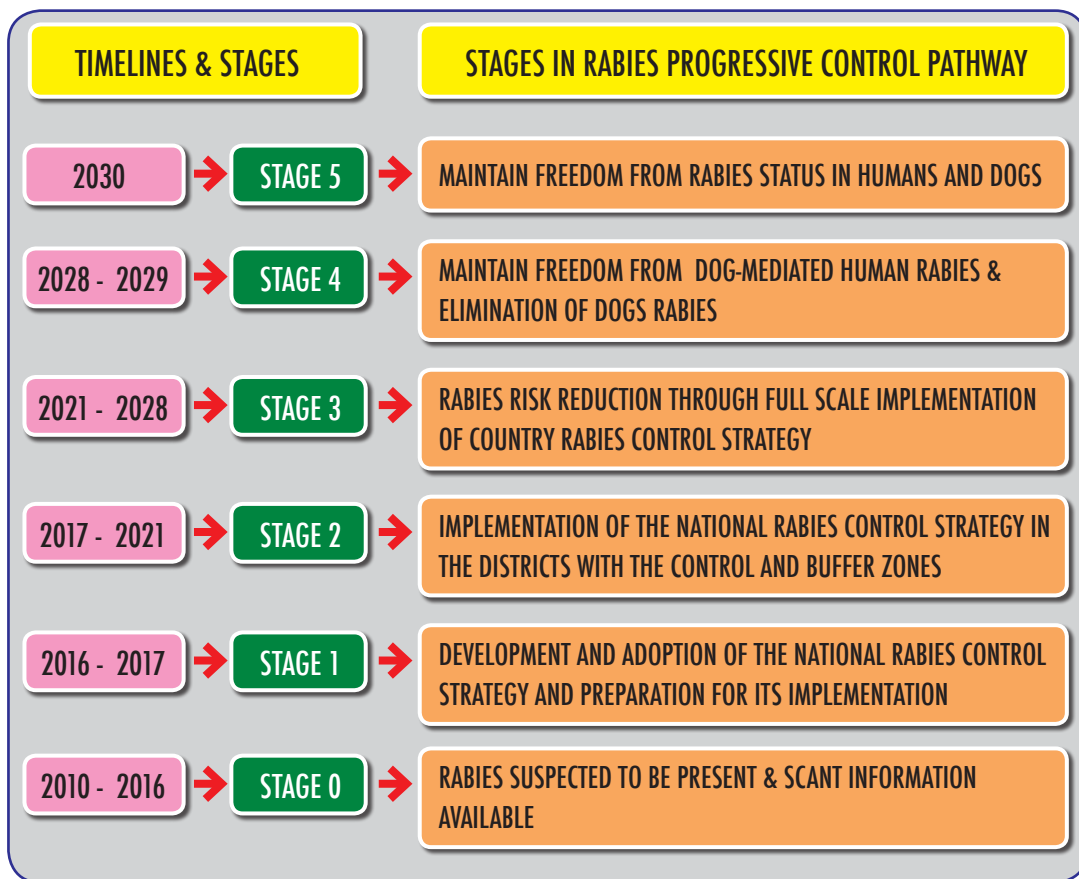 TIMELINES & STAGES
STAGES IN RABIES PROGRESSIVE CONTROL PATHWAY
2030
STAGE 5
MAINTAIN FREEDOM FROM RABIES STATUS IN HUMANS AND DOGS
2028 - 2029
STAGE 4
MAINTAIN FREEDOM FROM DOG-MEDIATED HUMAN RABIES &
ELIMINATION OF DOGS RABIES
2021 - 2028
STAGE 3
RABIES RISK REDUCTION THROUGH FULL SCALE IMPLEMENTATION
OF COUNTRY RABIES CONTROL STRATEGY
2017 - 2021
STAGE 2
IMPLEMENTATION OF THE NATIONAL RABIES CONTROL STRATEGY IN
THE DISTRICTS WITH THE CONTROL AND BUFFER ZONES
2016 - 2017
STAGE 1
DEVELOPMENT AND ADOPTION OF THE NATIONAL RABIES CONTROL
STRATEGY AND PREPARATION FOR ITS IMPLEMENTATION
2010 - 2016
STAGE 0
RABIES SUSPECTED TO BE PRESENT & SCANT INFORMATION
AVAILABLE